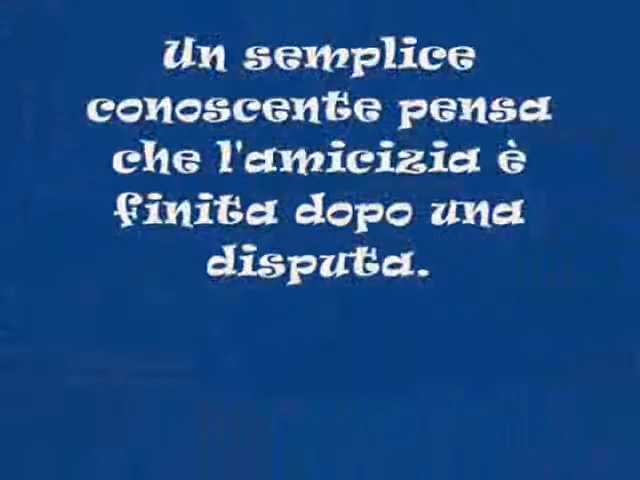 Un semplice
conoscente pensa
che l'amicizia è
finita dopo una
disputa.